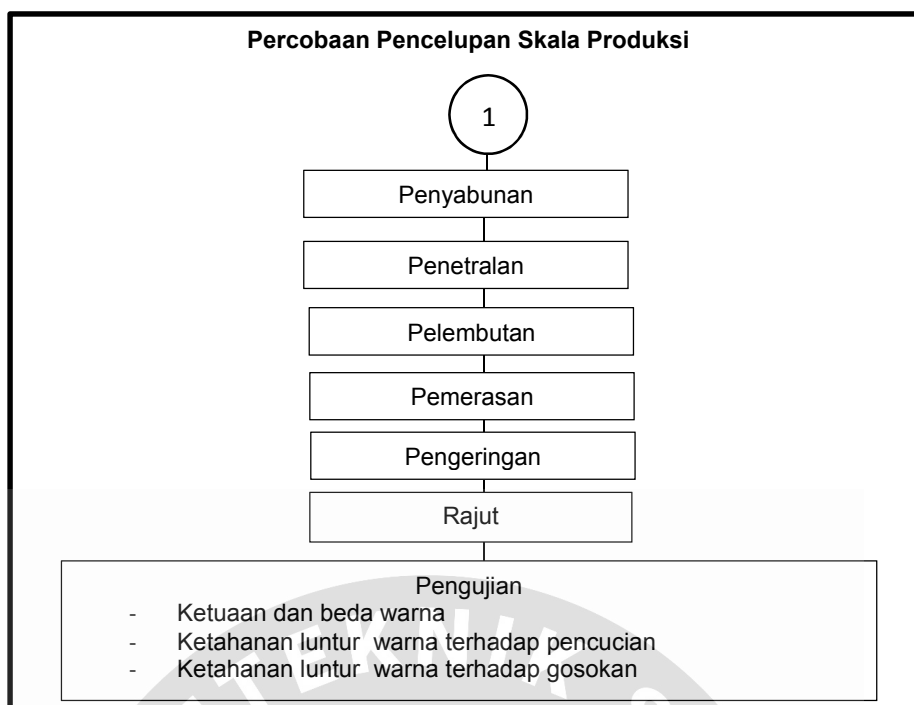 Percobaan Pencelupan Skala Produksi
1
Penyabunan
Penetralan
Pelembutan
Pemerasan
Pengeringan
Rajut
Pengujian
- Ketuaan dan beda warna
- Ketahanan luntur warna terhadap pencucian
- Ketahanan luntur warna terhadap gosokan
TEKNIK